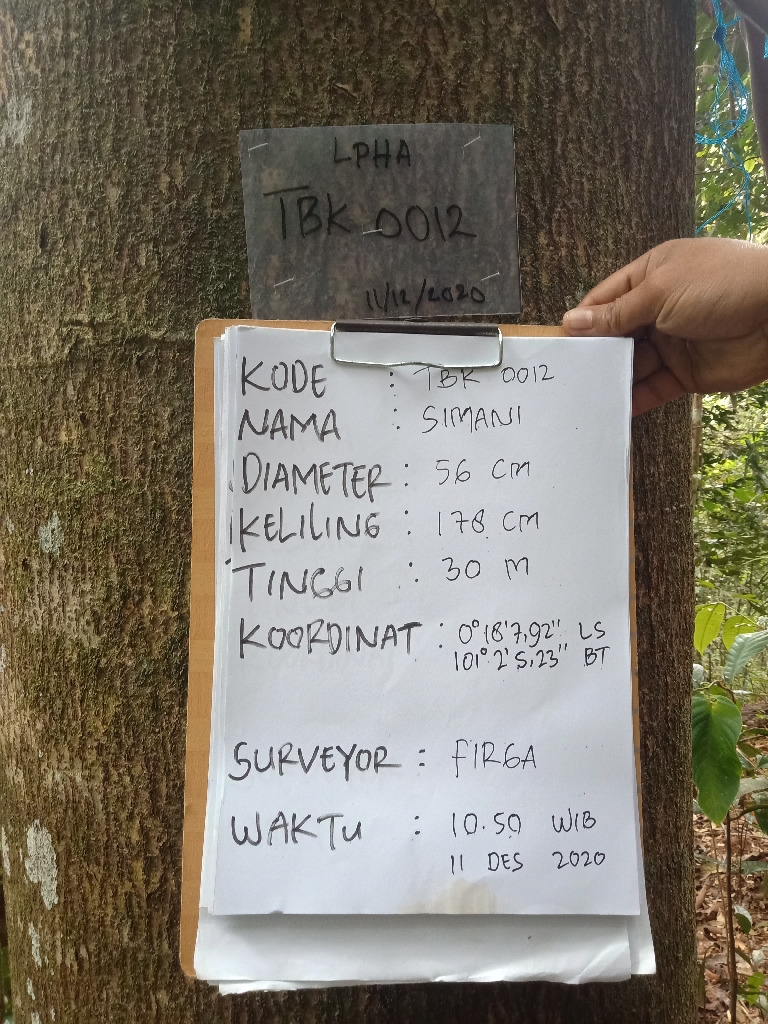 LPHA
TBK 0012
11/12/2020
KODE : TBK 0012
NAMA : SIMANI
DIAMETER : 56 CM
KELILING : 178 CM
TINGGI : 30 M
KOORDINAT : 0° 18' 7,92" LS
101° 2' 5,23" BT
SURVEYOR : FIRGA
WAKTU : 10.50 WIB
11 DES 2020